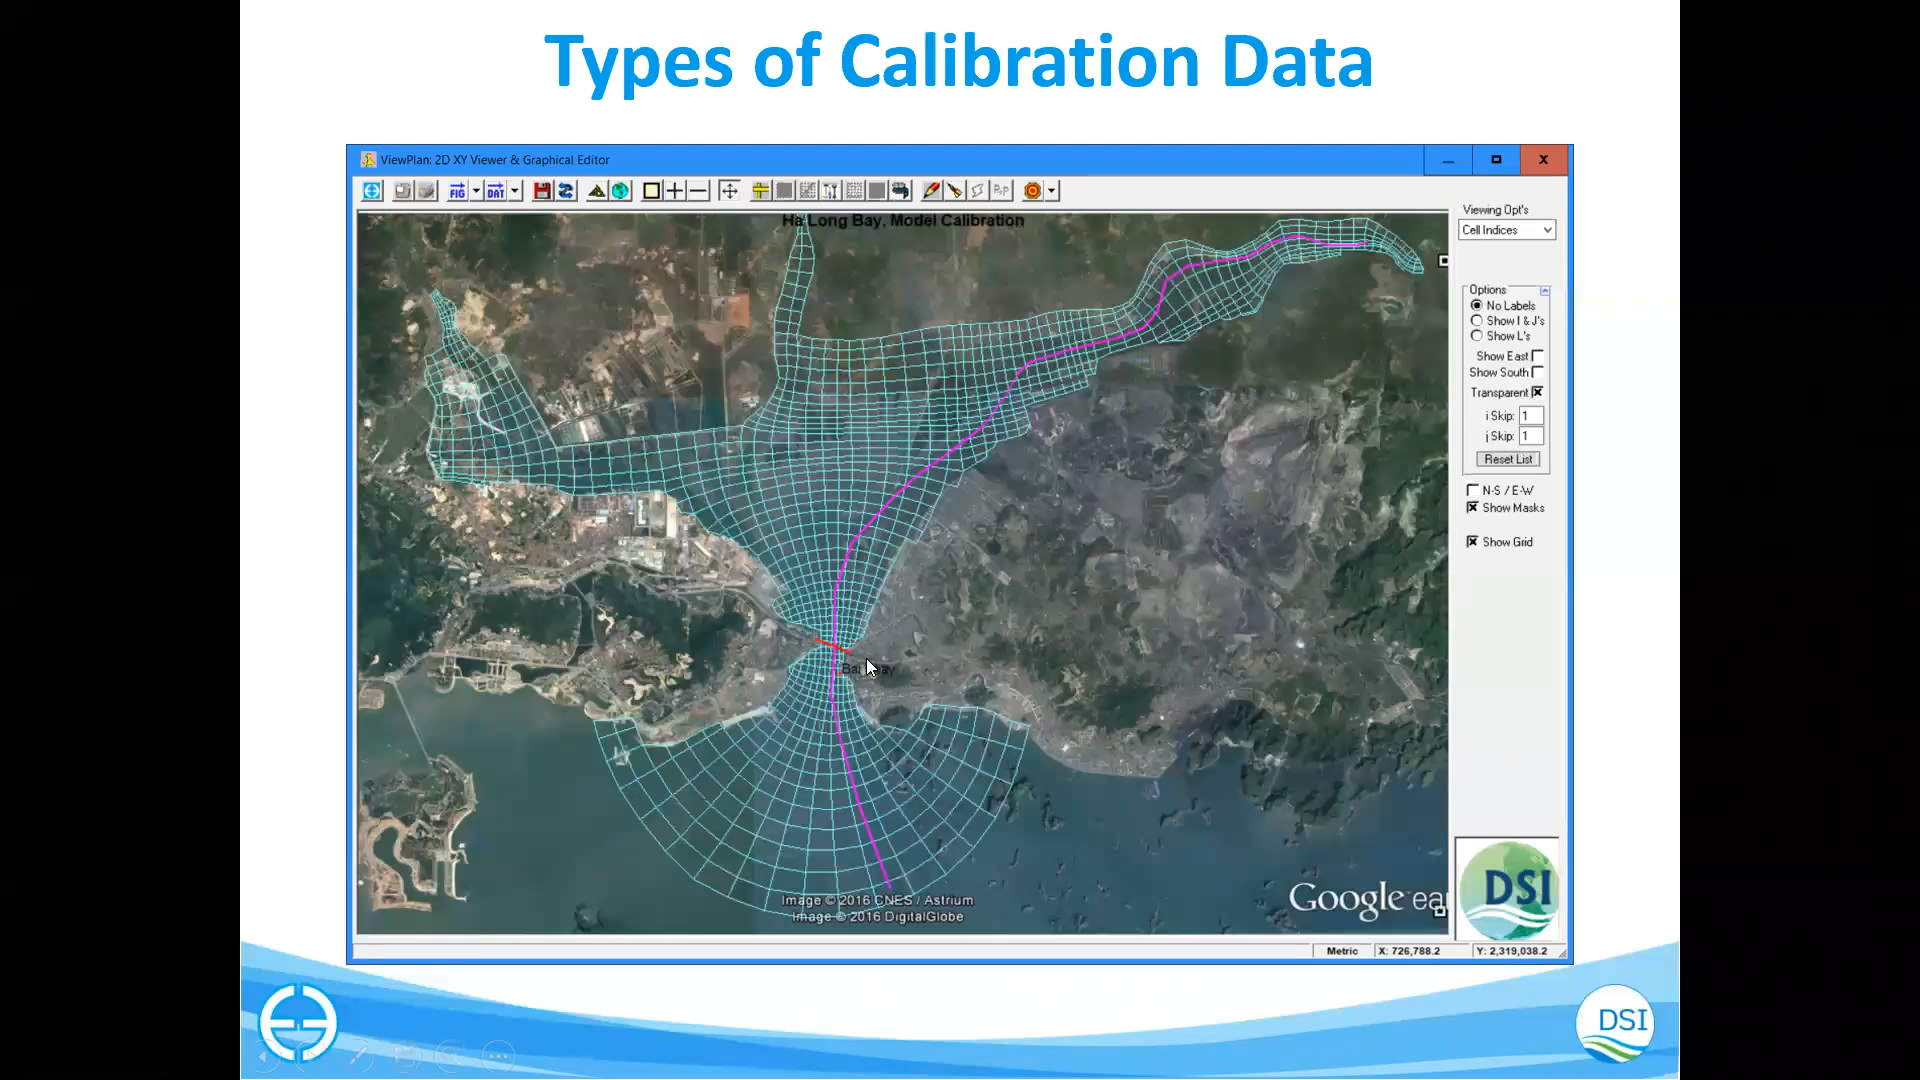 Types of Calibration Data
ViewPlan: 2D XY Viewer & Graphical Editor
FIG
DAT
P2P
Ha Long Bay, Model Calibration
Viewing Opt's
Cell Indices
Options
No Labels
Show I & J's
Show L's
Show East
Show South
Transparent
i Skip: 1
j Skip: 1
Reset List
N-S / E-W
Show Masks
Show Grid
Image © 2016 CNES / Astrium
Image © 2016 DigitalGlobe
Google ear
DSI
Metric
X: 726,788.2
Y: 2,319,038.2
DSI